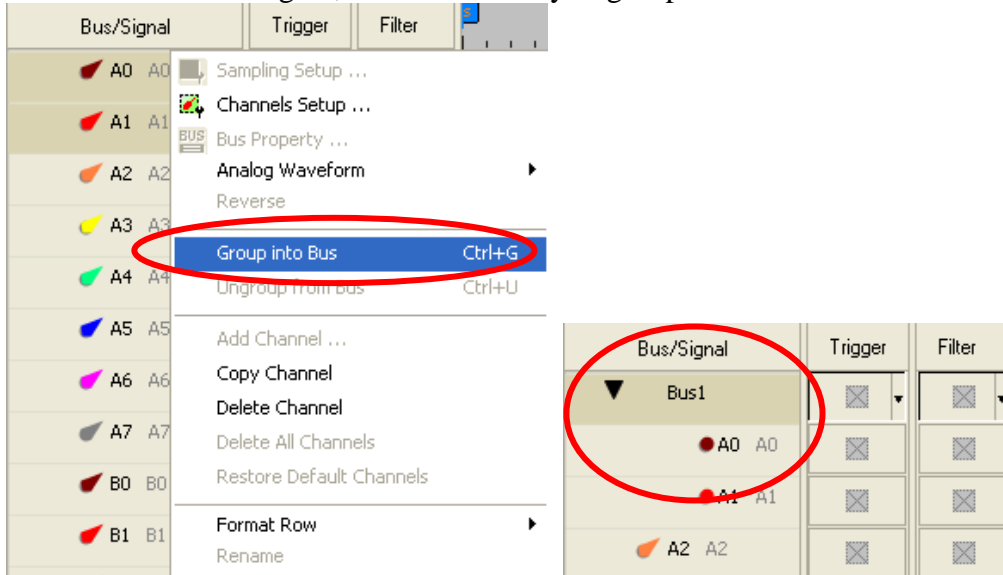 Bus/Signal Trigger Filter
A0 A0
A1 A1
A2 A2
A3 A3
A4 A4
A5 A5
A6 A6
A7 A7
B0 B0
B1 B1
Sampling Setup ...
Channels Setup ...
BUS Bus Property ...
Analog Waveform
Reverse
Group into Bus Ctrl+G
Ungroup from Bus Ctrl+U
Add Channel ...
Copy Channel
Delete Channel
Delete All Channels
Restore Default Channels
Format Row
Rename
Bus/Signal Trigger Filter
Bus1
A0 A0
A1 A1
A2 A2